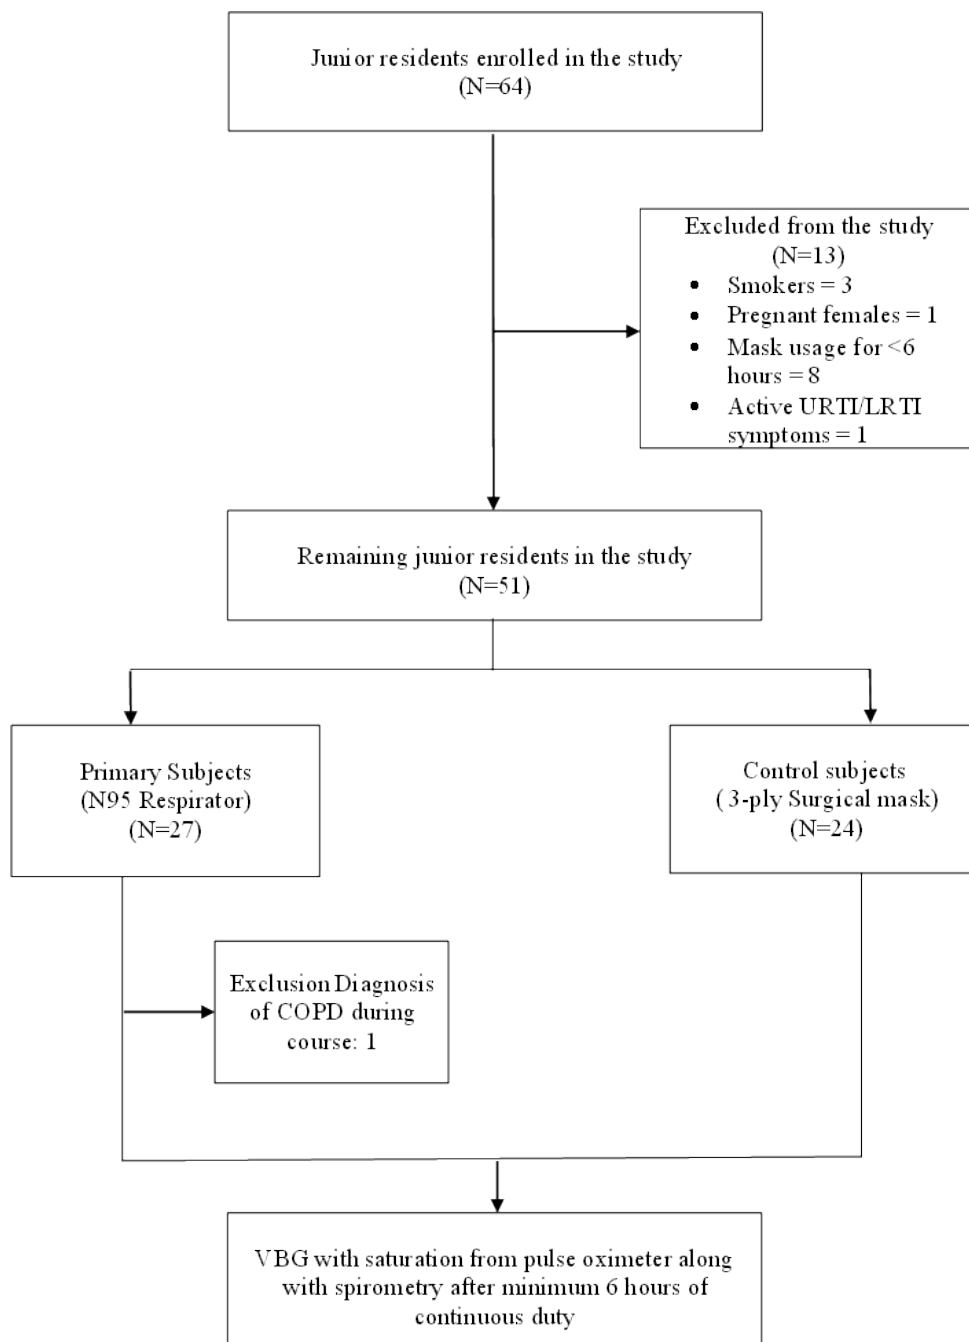 Junior residents enrolled in the study
(N=64)
Excluded from the study
(N=13)
• Smokers = 3
• Pregnant females = 1
• Mask usage for <6
hours = 8
• Active URTI/LRTI
symptoms = 1
Remaining junior residents in the study
(N=51)
Primary Subjects
(N95 Respirator)
(N=27)
Control subjects
( 3-ply Surgical mask)
(N=24)
Exclusion Diagnosis
of COPD during
course: 1
VBG with saturation from pulse oximeter along
with spirometry after minimum 6 hours of
continuous duty